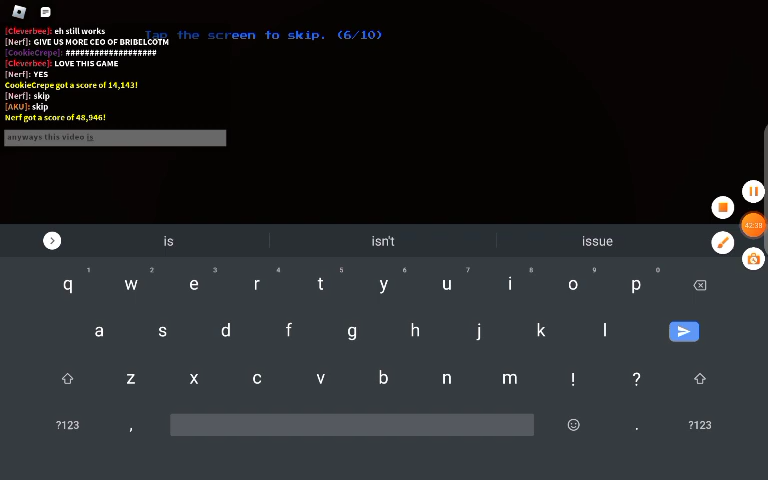 Tap the screen to skip. (6/10)
[Cleverbee]: eh still works
[Nerf]: GIVE US MORE CEO OF BRIBELCOTM
[CookieCrepe]: ###################
[Cleverbee]: LOVE THIS GAME
[Nerf]: YES
CookieCrepe got a score of 14,143!
[Nerf]: skip
[AKU]: skip
Nerf got a score of 48,946!
anyways this video is
42:39
is isn't issue
1 2 3 4 5 6 7 8 9 0
q w e r t y u i o p
a s d f g h j k l
z x c v b n m ! ?
?123 , . ?123